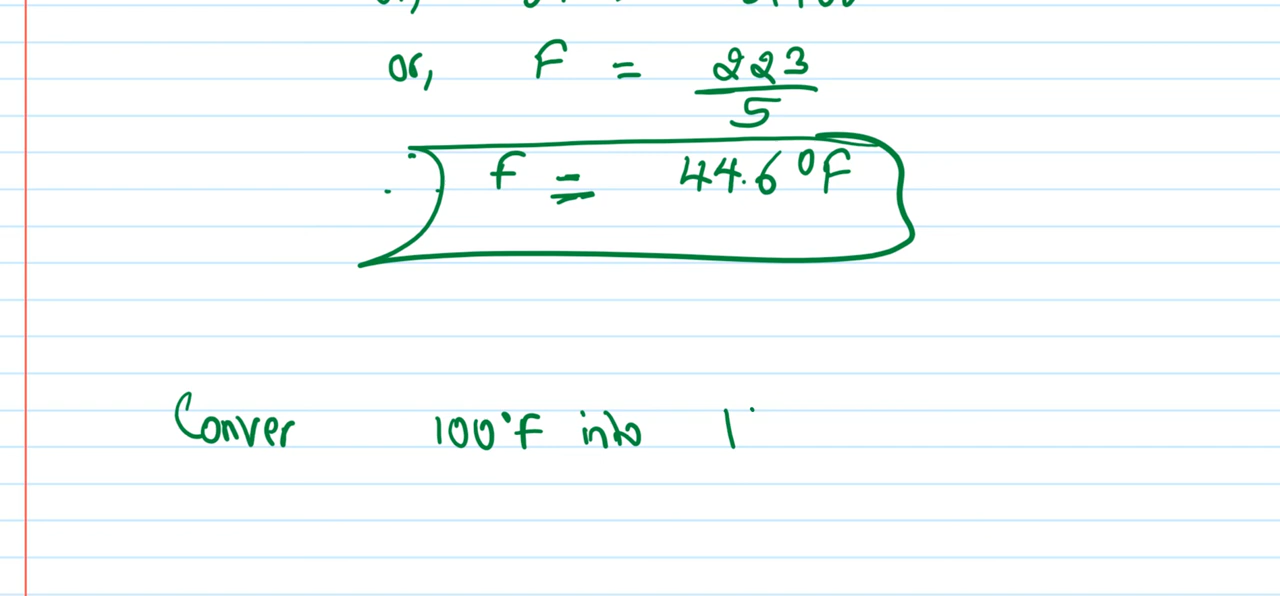 or, F = 223/5
F = 44.6°F
Conver 100°F into